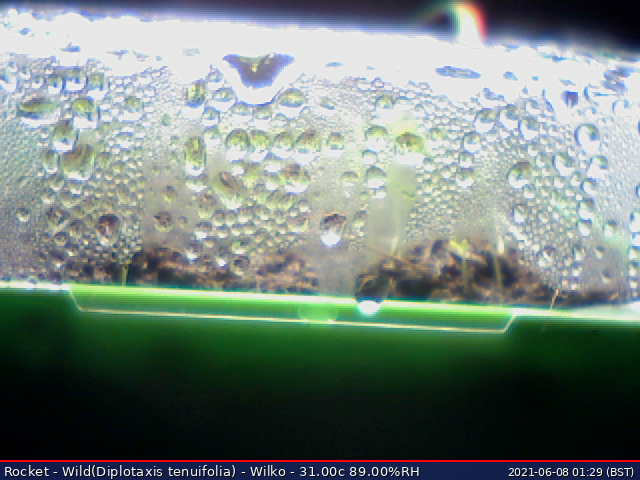 Rocket - Wild(Diplotaxis tenuifolia) - Wilko - 31.00c 89.00%RH 2021-06-08 01:29 (BST)